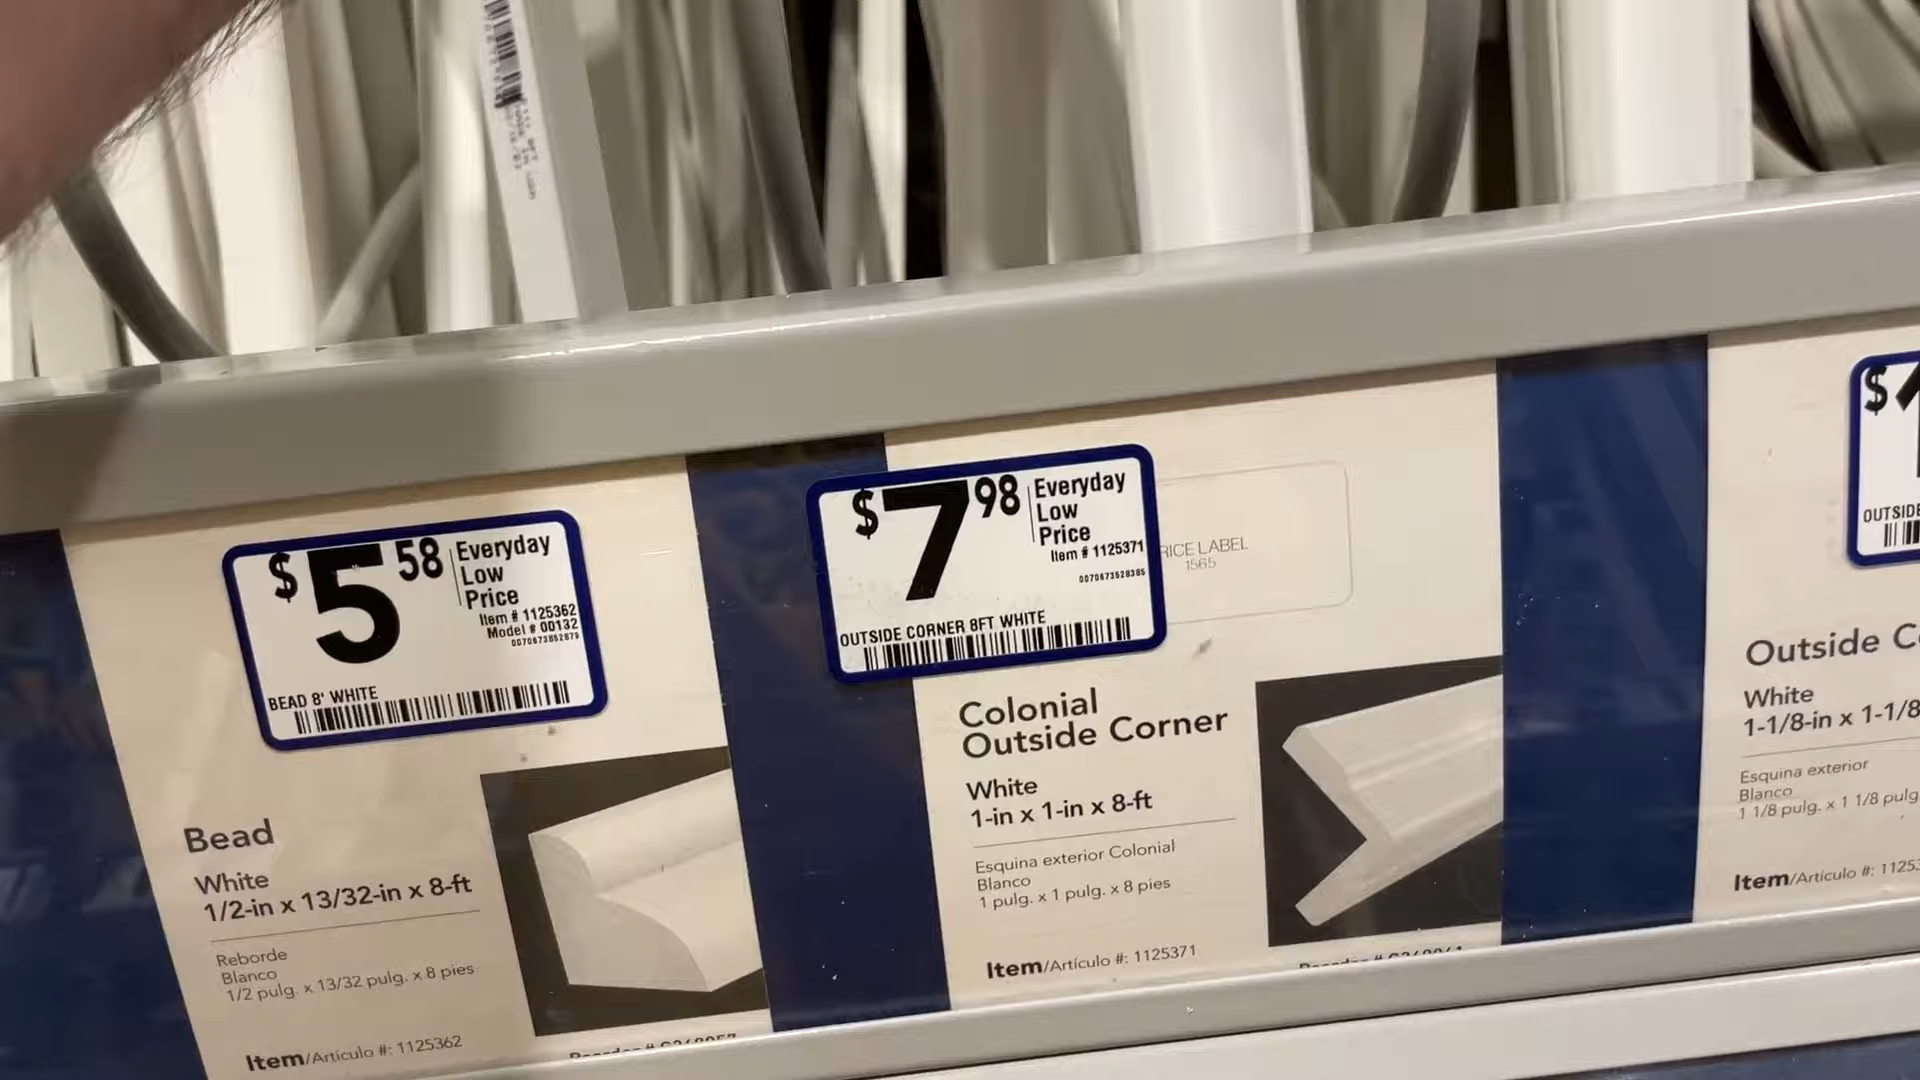 $5 58
Everyday
Low
Price
Item # 1125362
Model # 00132
BEAD 8' WHITE
Bead
White
1/2-in x 13/32-in x 8-ft
Reborde
Blanco
1/2 pulg. x 13/32 pulg. x 8 pies
Item/Artículo #: 1125362
$7 98
Everyday
Low
Price
Item # 1125371
OUTSIDE CORNER 8FT WHITE
RICE LABEL
1565
Colonial
Outside Corner
White
1-in x 1-in x 8-ft
Esquina exterior Colonial
Blanco
1 pulg. x 1 pulg. x 8 pies
Item/Artículo #: 1125371
$
OUTSIDE
Outside C
White
1-1/8-in x 1-1/8
Esquina exterior
Blanco
1 1/8 pulg. x 1 1/8 pulg
Item/Artículo #: 1125